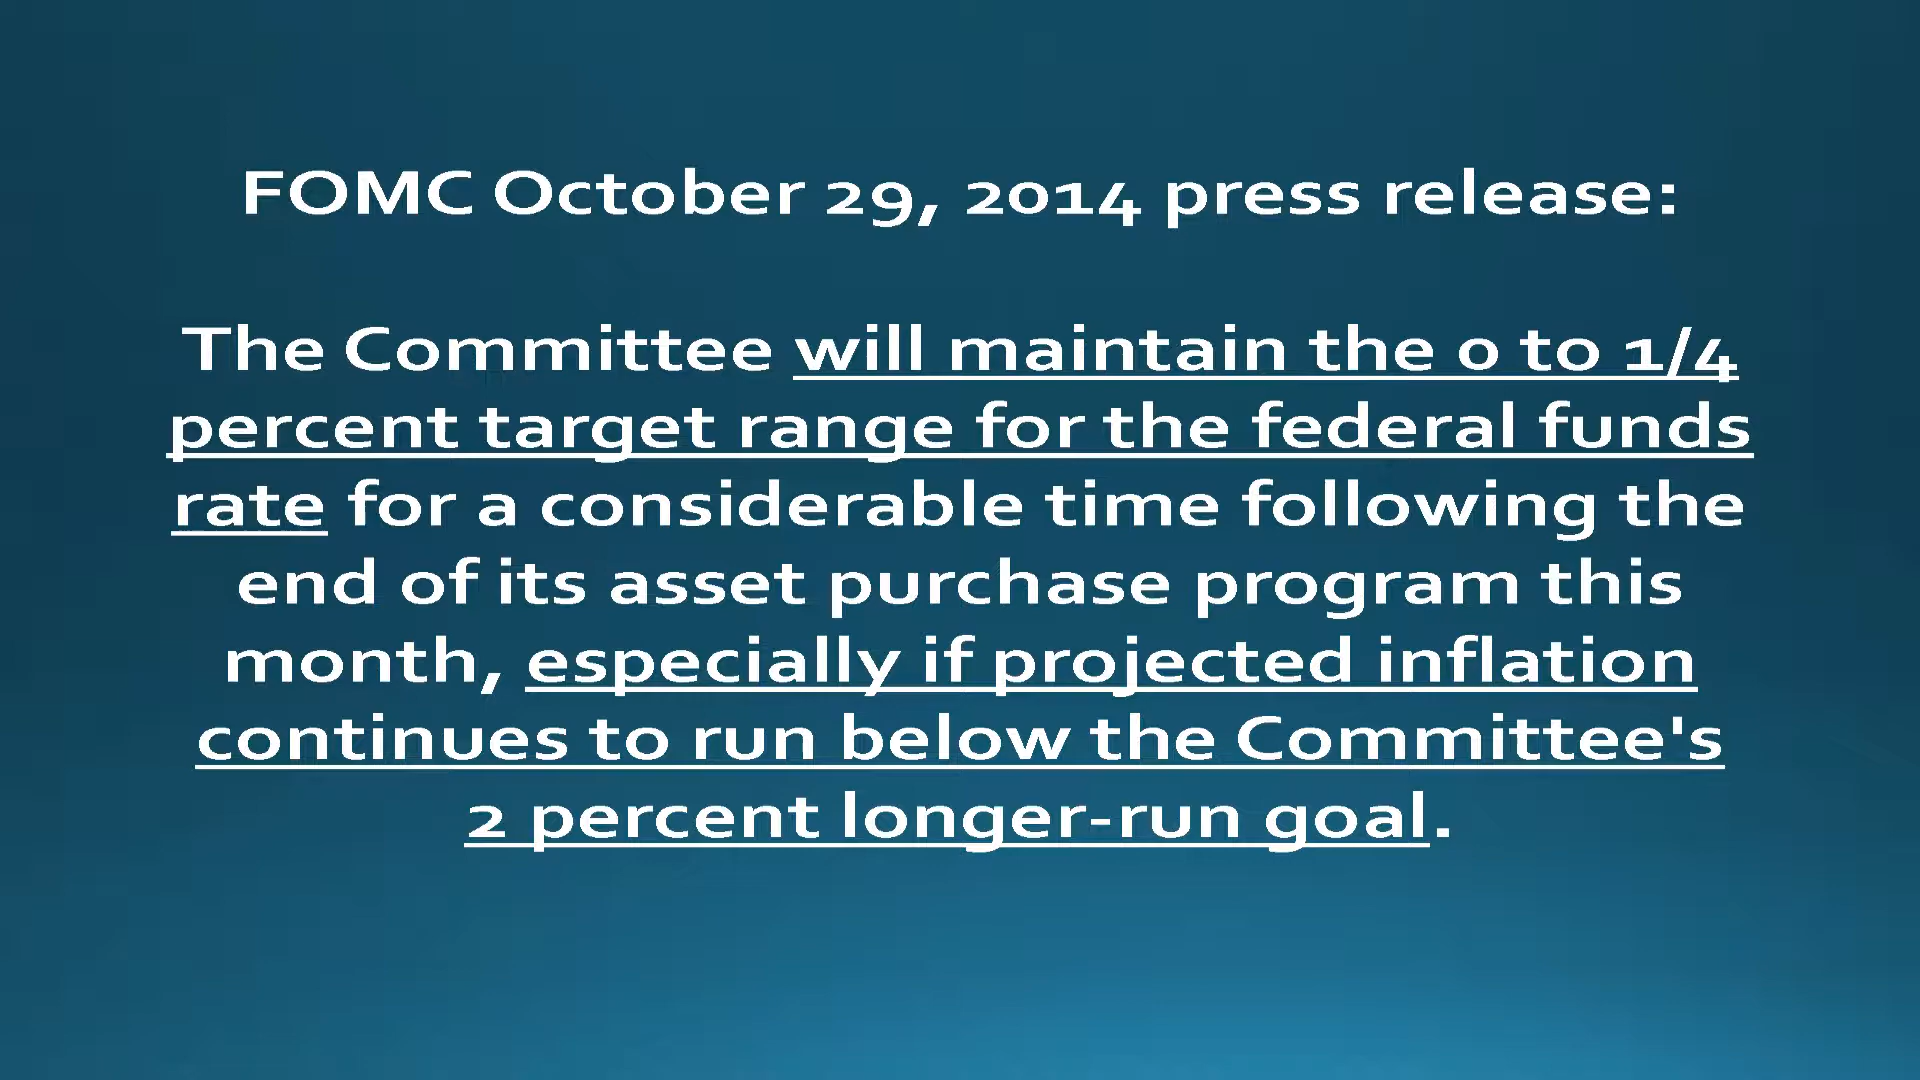 FOMC October 29, 2014 press release:
The Committee will maintain the 0 to 1/4
percent target range for the federal funds
rate for a considerable time following the
end of its asset purchase program this
month, especially if projected inflation
continues to run below the Committee's
2 percent longer-run goal.